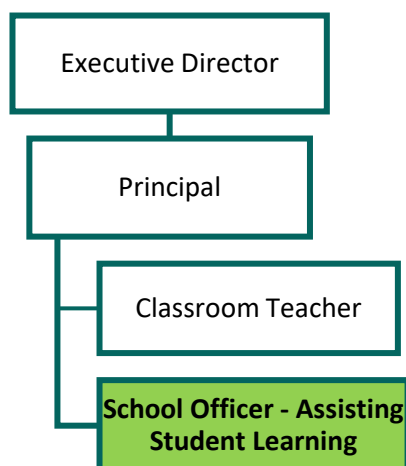 Executive Director
Principal
Classroom Teacher
School Officer - Assisting
Student Learning